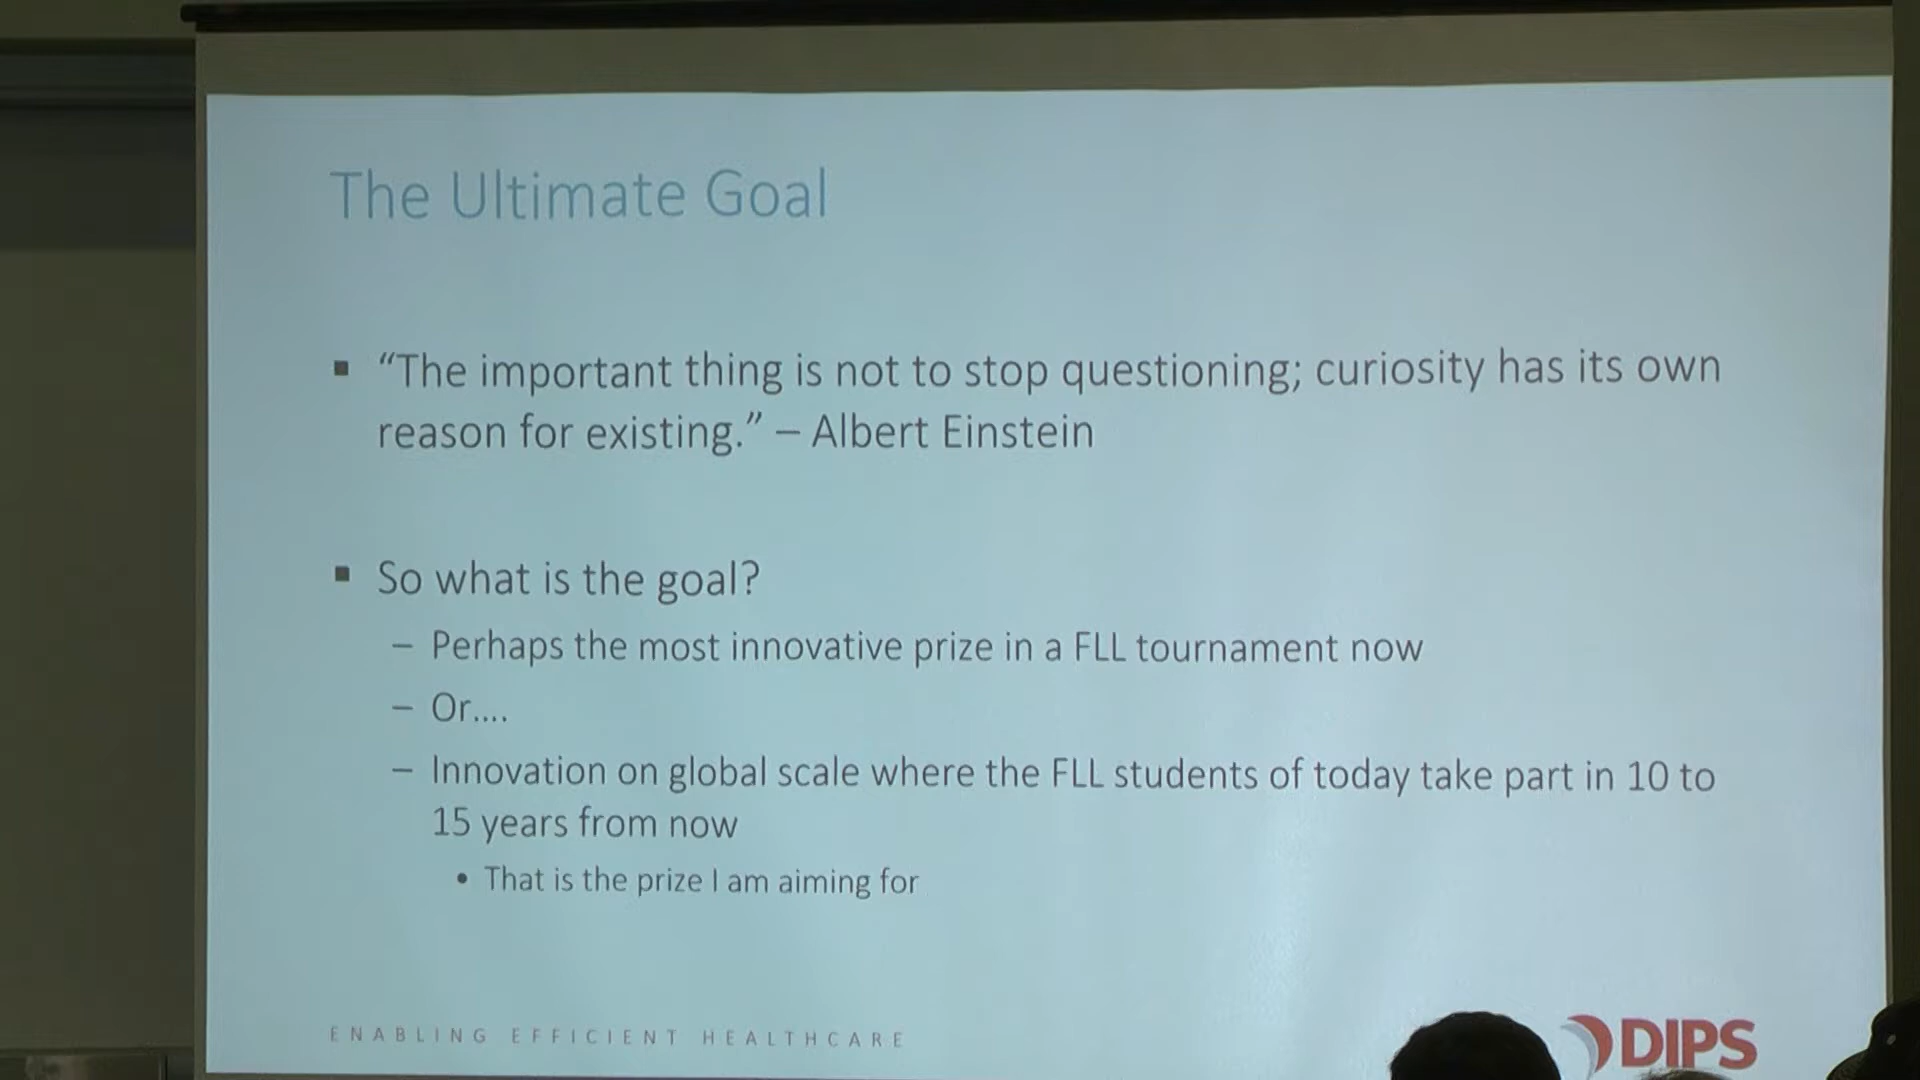 The Ultimate Goal
▪ “The important thing is not to stop questioning; curiosity has its own
reason for existing.” – Albert Einstein
▪ So what is the goal?
– Perhaps the most innovative prize in a FLL tournament now
– Or....
– Innovation on global scale where the FLL students of today take part in 10 to
15 years from now
• That is the prize I am aiming for
ENABLING EFFICIENT HEALTHCARE
DIPS